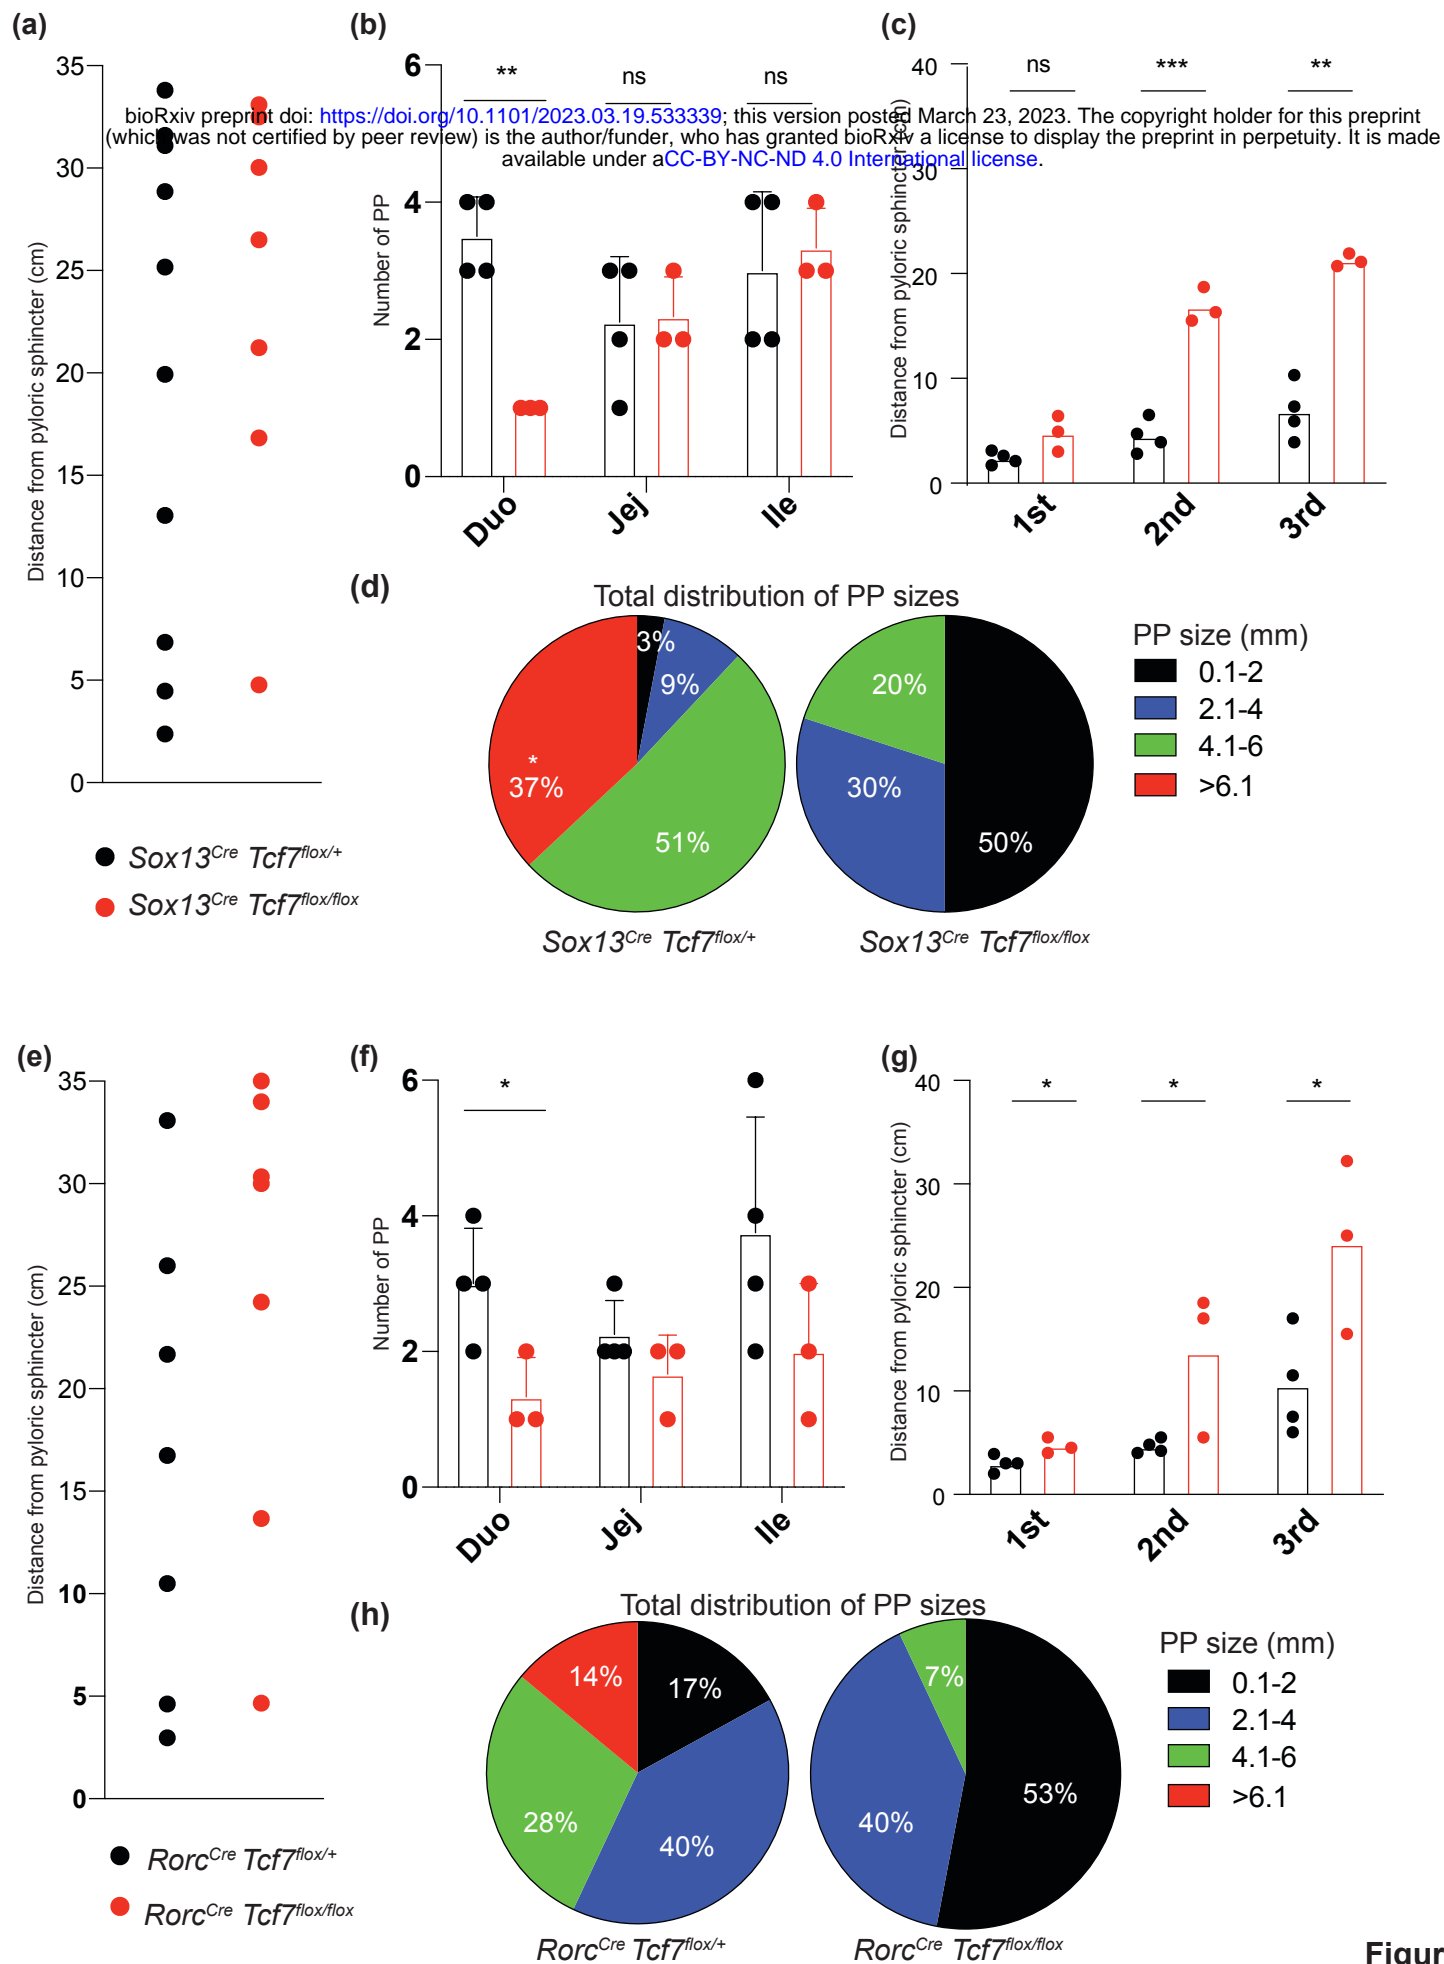 (a)
(b)
(c)
35
30
25
20
15
10
5
0
Distance from pyloric sphincter (cm)
Sox13Cre Tcf7flox/+
Sox13Cre Tcf7flox/flox
6
4
2
0
Number of PP
**
ns
ns
Duo
Jej
Ile
40
30
20
10
0
Distance from pyloric sphincter (cm)
ns
***
**
1st
2nd
3rd
bioRxiv preprint doi: https://doi.org/10.1101/2023.03.19.533339; this version posted March 23, 2023. The copyright holder for this preprint
(which was not certified by peer review) is the author/funder, who has granted bioRxiv a license to display the preprint in perpetuity. It is made
available under aCC-BY-NC-ND 4.0 International license.
(d)
Total distribution of PP sizes
3%
9%
51%
*
37%
20%
30%
50%
Sox13Cre Tcf7flox/+
Sox13Cre Tcf7flox/flox
PP size (mm)
0.1-2
2.1-4
4.1-6
>6.1
(e)
(f)
(g)
35
30
25
20
15
10
5
0
Distance from pyloric sphincter (cm)
RorcCre Tcf7flox/+
RorcCre Tcf7flox/flox
6
4
2
0
Number of PP
*
Duo
Jej
Ile
40
30
20
10
0
Distance from pyloric sphincter (cm)
*
*
*
1st
2nd
3rd
(h)
Total distribution of PP sizes
14%
17%
28%
40%
7%
40%
53%
RorcCre Tcf7flox/+
RorcCre Tcf7flox/flox
PP size (mm)
0.1-2
2.1-4
4.1-6
>6.1
Figur